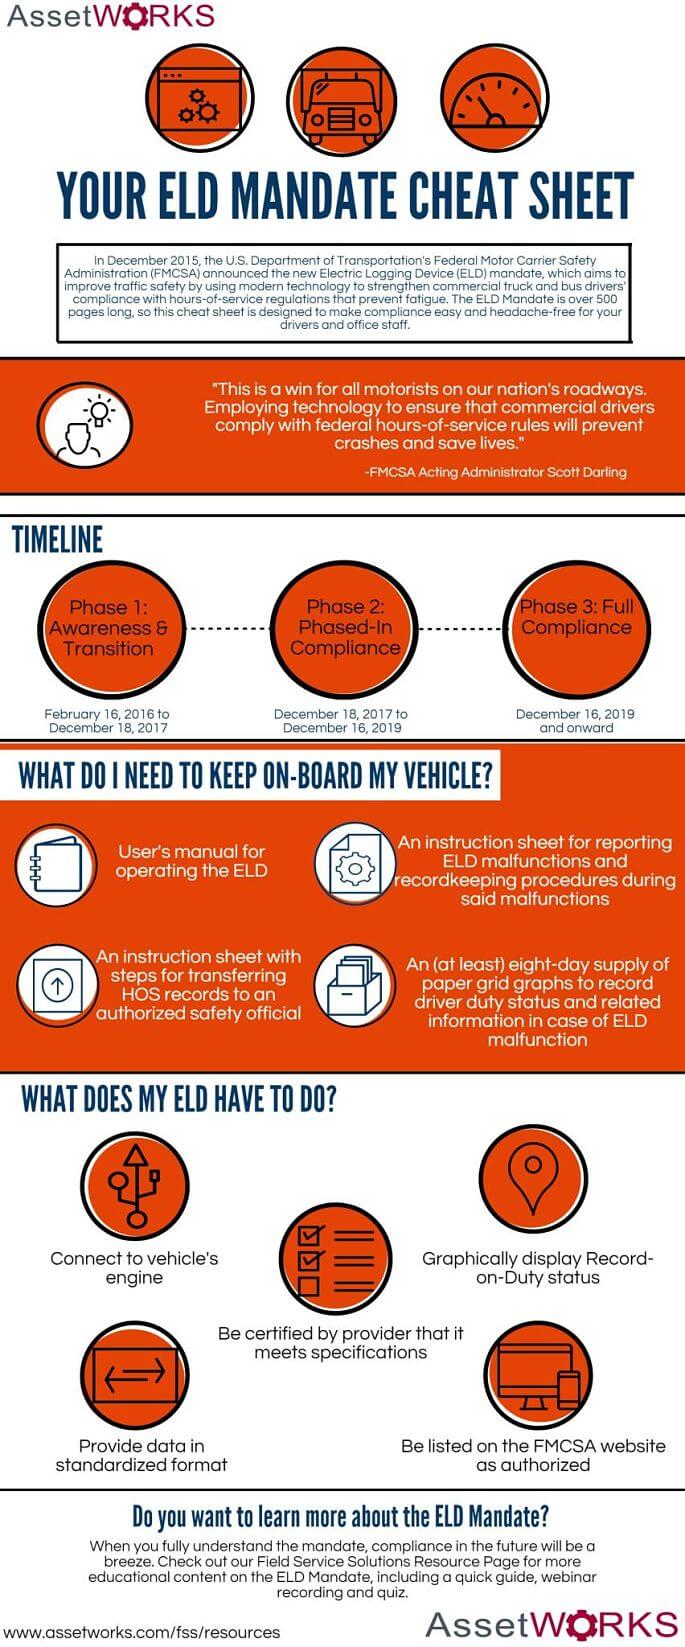 AssetWORKS
YOUR ELD MANDATE CHEAT SHEET
In December 2015, the U.S. Department of Transportation's Federal Motor Carrier Safety
Administration (FMCSA) announced the new Electric Logging Device (ELD) mandate, which aims to
improve traffic safety by using modern technology to strengthen commercial truck and bus drivers'
compliance with hours-of-service regulations that prevent fatigue. The ELD Mandate is over 500
pages long, so this cheat sheet is designed to make compliance easy and headache-free for your
drivers and office staff.
"This is a win for all motorists on our nation's roadways.
Employing technology to ensure that commercial drivers
comply with federal hours-of-service rules will prevent
crashes and save lives."
-FMCSA Acting Administrator Scott Darling
TIMELINE
Phase 1:
Awareness &
Transition
February 16, 2016 to
December 18, 2017
Phase 2:
Phased-In
Compliance
December 18, 2017 to
December 16, 2019
Phase 3: Full
Compliance
December 16, 2019
and onward
WHAT DO I NEED TO KEEP ON-BOARD MY VEHICLE?
User's manual for
operating the ELD
An instruction sheet for reporting
ELD malfunctions and
recordkeeping procedures during
said malfunctions
An instruction sheet with
steps for transferring
HOS records to an
authorized safety official
An (at least) eight-day supply of
paper grid graphs to record
driver duty status and related
information in case of ELD
malfunction
WHAT DOES MY ELD HAVE TO DO?
Connect to vehicle's
engine
Graphically display Record-
on-Duty status
Be certified by provider that it
meets specifications
Provide data in
standardized format
Be listed on the FMCSA website
as authorized
Do you want to learn more about the ELD Mandate?
When you fully understand the mandate, compliance in the future will be a
breeze. Check out our Field Service Solutions Resource Page for more
educational content on the ELD Mandate, including a quick guide, webinar
recording and quiz.
www.assetworks.com/fss/resources
AssetWORKS